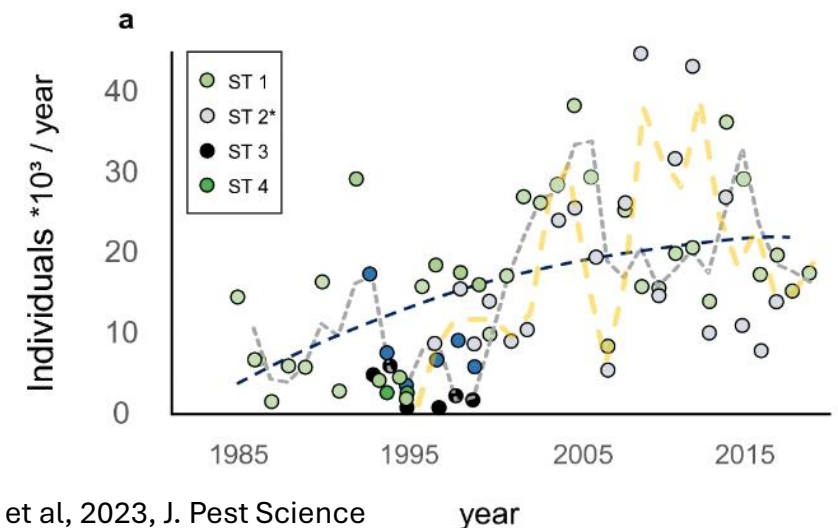 a
Individuals *10³ / year
40
30
20
10
0
ST 1
ST 2*
ST 3
ST 4
1985 1995 2005 2015
et al, 2023, J. Pest Science
year